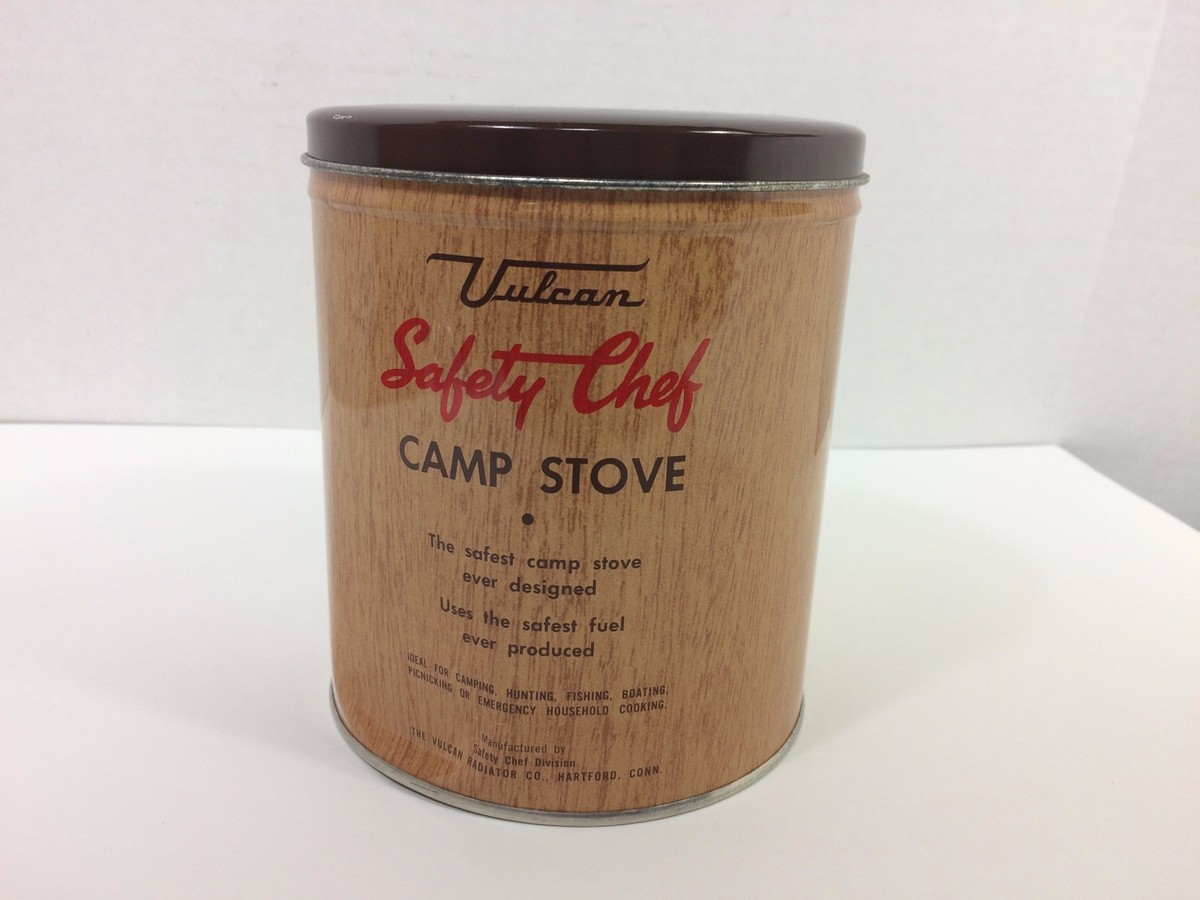 Vulcan
Safety Chef
CAMP STOVE
•
The safest camp stove
ever designed
Uses the safest fuel
ever produced
IDEAL FOR CAMPING, HUNTING, FISHING, BOATING,
PICNICKING OR EMERGENCY HOUSEHOLD COOKING.
Manufactured by
Safety Chef Division
THE VULCAN RADIATOR CO., HARTFORD, CONN.